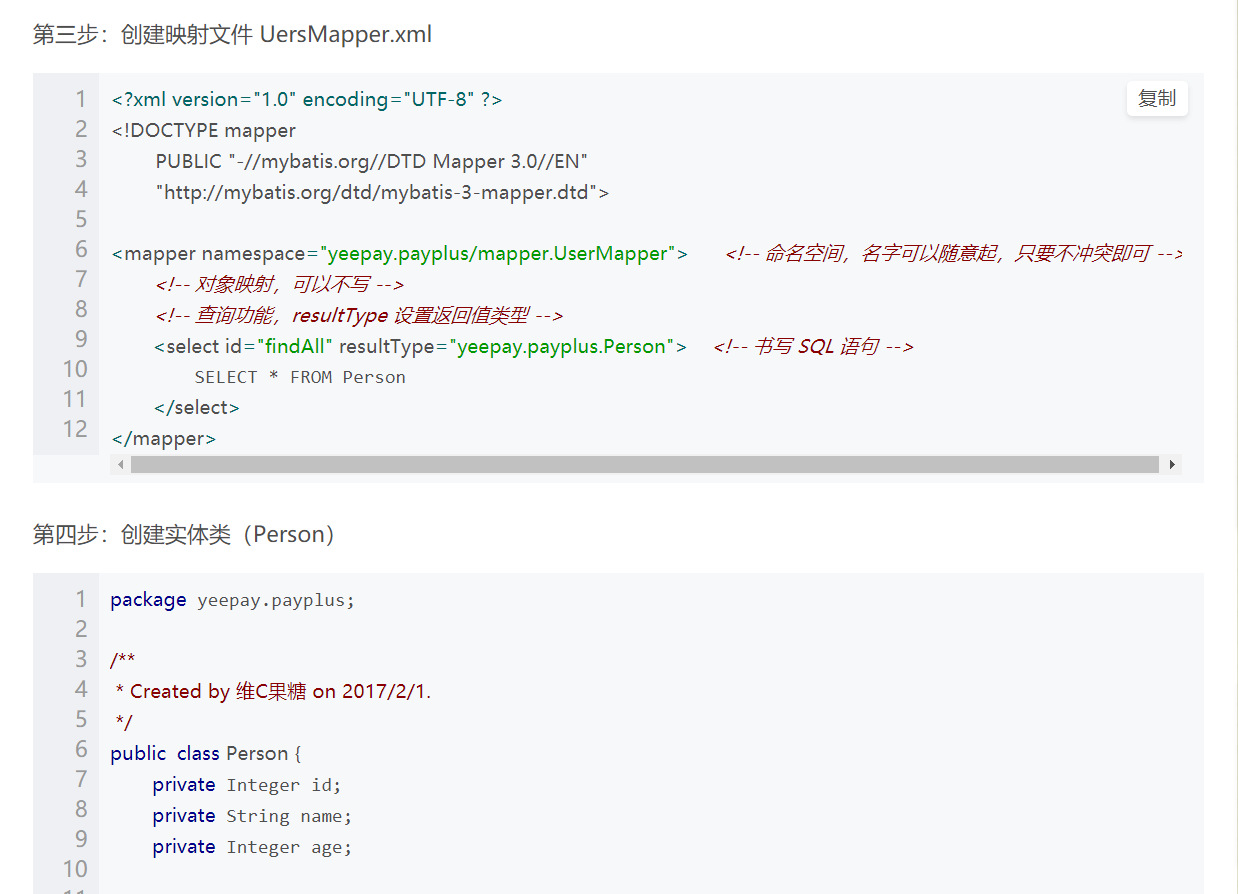 第三步：创建映射文件 UersMapper.xml
复制
1 <?xml version="1.0" encoding="UTF-8" ?>
2 <!DOCTYPE mapper
3 PUBLIC "-//mybatis.org//DTD Mapper 3.0//EN"
4 "http://mybatis.org/dtd/mybatis-3-mapper.dtd">
5
6 <mapper namespace="yeepay.payplus/mapper.UserMapper"> <!-- 命名空间，名字可以随意起，只要不冲突即可 -->
7 <!-- 对象映射，可以不写 -->
8 <!-- 查询功能，resultType 设置返回值类型 -->
9 <select id="findAll" resultType="yeepay.payplus.Person"> <!-- 书写 SQL 语句 -->
10 SELECT * FROM Person
11 </select>
12 </mapper>
第四步：创建实体类（Person）
1 package yeepay.payplus;
2
3 /**
4 * Created by 维C果糖 on 2017/2/1.
5 */
6 public class Person {
7 private Integer id;
8 private String name;
9 private Integer age;
10